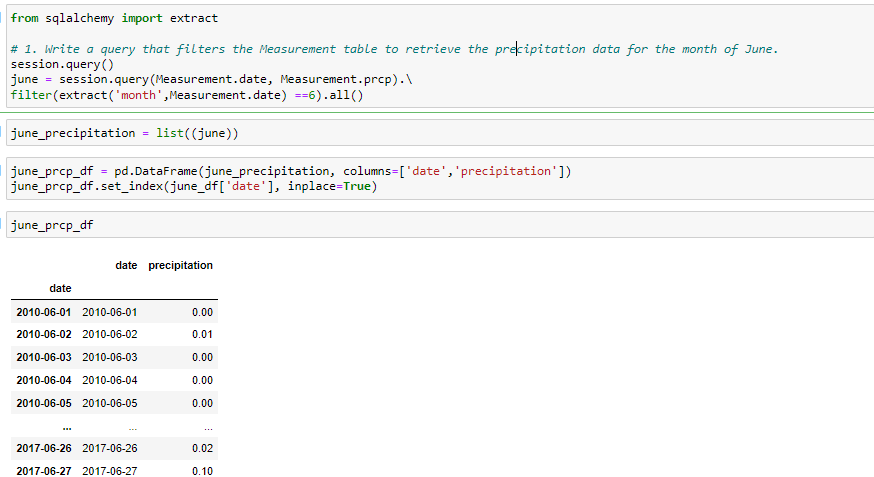 from sqlalchemy import extract
# 1. Write a query that filters the Measurement table to retrieve the precipitation data for the month of June.
session.query()
june = session.query(Measurement.date, Measurement.prcp).\
filter(extract('month',Measurement.date) ==6).all()
june_precipitation = list((june))
june_prcp_df = pd.DataFrame(june_precipitation, columns=['date','precipitation'])
june_prcp_df.set_index(june_df['date'], inplace=True)
june_prcp_df
date precipitation
date
2010-06-01 2010-06-01 0.00
2010-06-02 2010-06-02 0.01
2010-06-03 2010-06-03 0.00
2010-06-04 2010-06-04 0.00
2010-06-05 2010-06-05 0.00
... ... ...
2017-06-26 2017-06-26 0.02
2017-06-27 2017-06-27 0.10